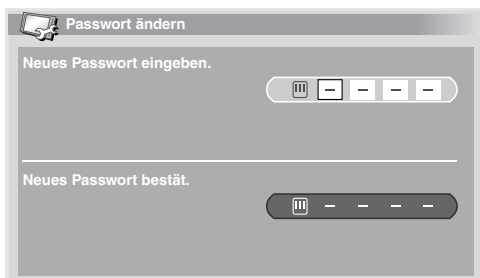 Passwort ändern
Neues Passwort eingeben.
– – – –
Neues Passwort bestät.
– – – –